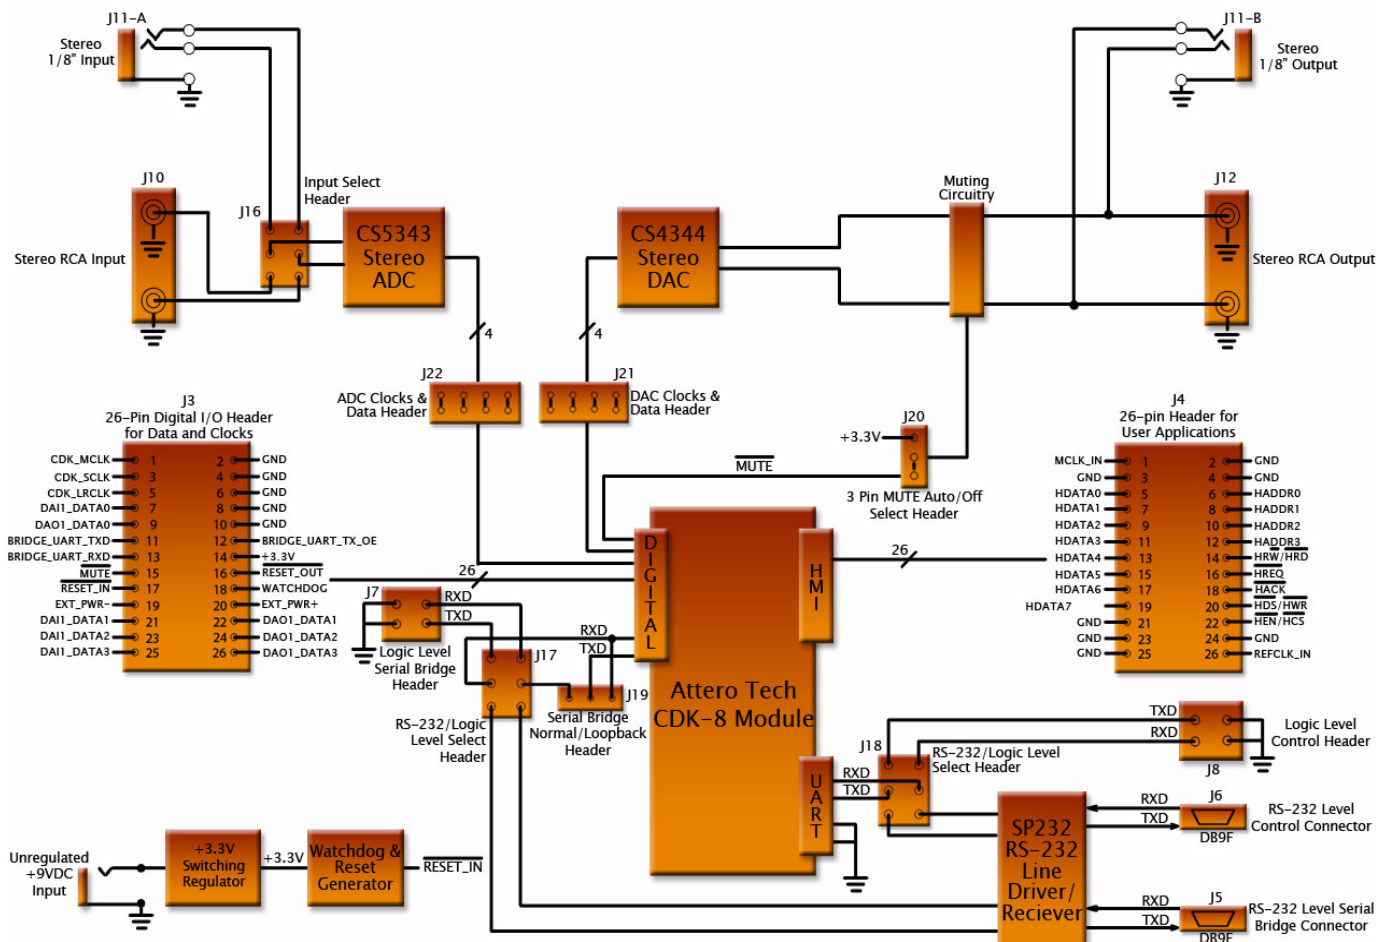 J11-A
Stereo
1/8" Input
J11-B
Stereo
1/8" Output
J10
Stereo RCA Input
Input Select
Header
J16
CS5343
Stereo
ADC
CS4344
Stereo
DAC
Muting
Circuitry
J12
Stereo RCA Output
4
4
J22
ADC Clocks &
Data Header
J21
DAC Clocks &
Data Header
J20
+3.3V
MUTE
3 Pin MUTE Auto/Off
Select Header
J3
26-Pin Digital I/O Header
for Data and Clocks
CDK_MCLK 1 2 GND
CDK_SCLK 3 4 GND
CDK_LRCLK 5 6 GND
DAI1_DATA0 7 8 GND
DAO1_DATA0 9 10 GND
BRIDGE_UART_TXD 11 12 BRIDGE_UART_TX_OE
BRIDGE_UART_RXD 13 14 +3.3V
MUTE 15 16 RESET_OUT
RESET_IN 17 18 WATCHDOG
EXT_PWR- 19 20 EXT_PWR+
DAI1_DATA1 21 22 DAO1_DATA1
DAI1_DATA2 23 24 DAO1_DATA2
DAI1_DATA3 25 26 DAO1_DATA3
J4
26-pin Header for
User Applications
MCLK_IN 1 2 GND
GND 3 4 GND
HDATA0 5 6 HADDR0
HDATA1 7 8 HADDR1
HDATA2 9 10 HADDR2
HDATA3 11 12 HADDR3
HDATA4 13 14 HRW/HRD
HDATA5 15 16 HREQ
HDATA6 17 18 HACK
HDATA7 19 20 HDS/HWR
GND 21 22 HEN/HCS
GND 23 24 GND
GND 25 26 REFCLK_IN
26
26
DIGITAL
HMI
UART
Attero Tech
CDK-8 Module
J7
RXD
TXD
Logic Level
Serial Bridge
Header
RXD
TXD
J17
RS-232/Logic
Level Select
Header
J19
Serial Bridge
Normal/Loopback
Header
RXD
TXD
J18
RS-232/Logic Level
Select Header
TXD
RXD
J8
Logic Level
Control Header
SP232
RS-232
Line
Driver/
Reciever
RXD
TXD
J6
DB9F
RS-232 Level
Control Connector
RXD
TXD
J5
DB9F
RS-232 Level Serial
Bridge Connector
Unregulated
+9VDC
Input
+3.3V
Switching
Regulator
+3.3V
Watchdog &
Reset
Generator
RESET_IN